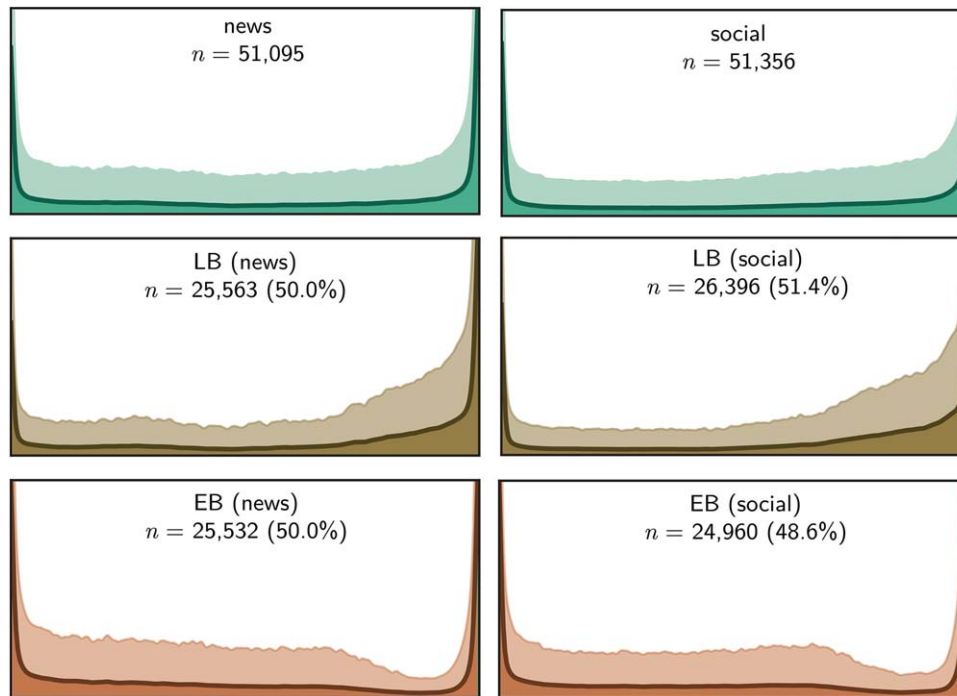 news
n = 51,095
social
n = 51,356
LB (news)
n = 25,563 (50.0%)
LB (social)
n = 26,396 (51.4%)
EB (news)
n = 25,532 (50.0%)
EB (social)
n = 24,960 (48.6%)